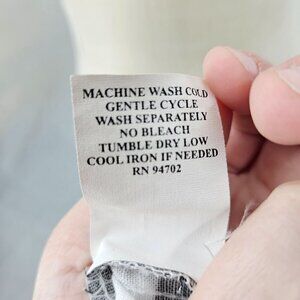 MACHINE WASH COLD
GENTLE CYCLE
WASH SEPARATELY
NO BLEACH
TUMBLE DRY LOW
COOL IRON IF NEEDED
RN 94702